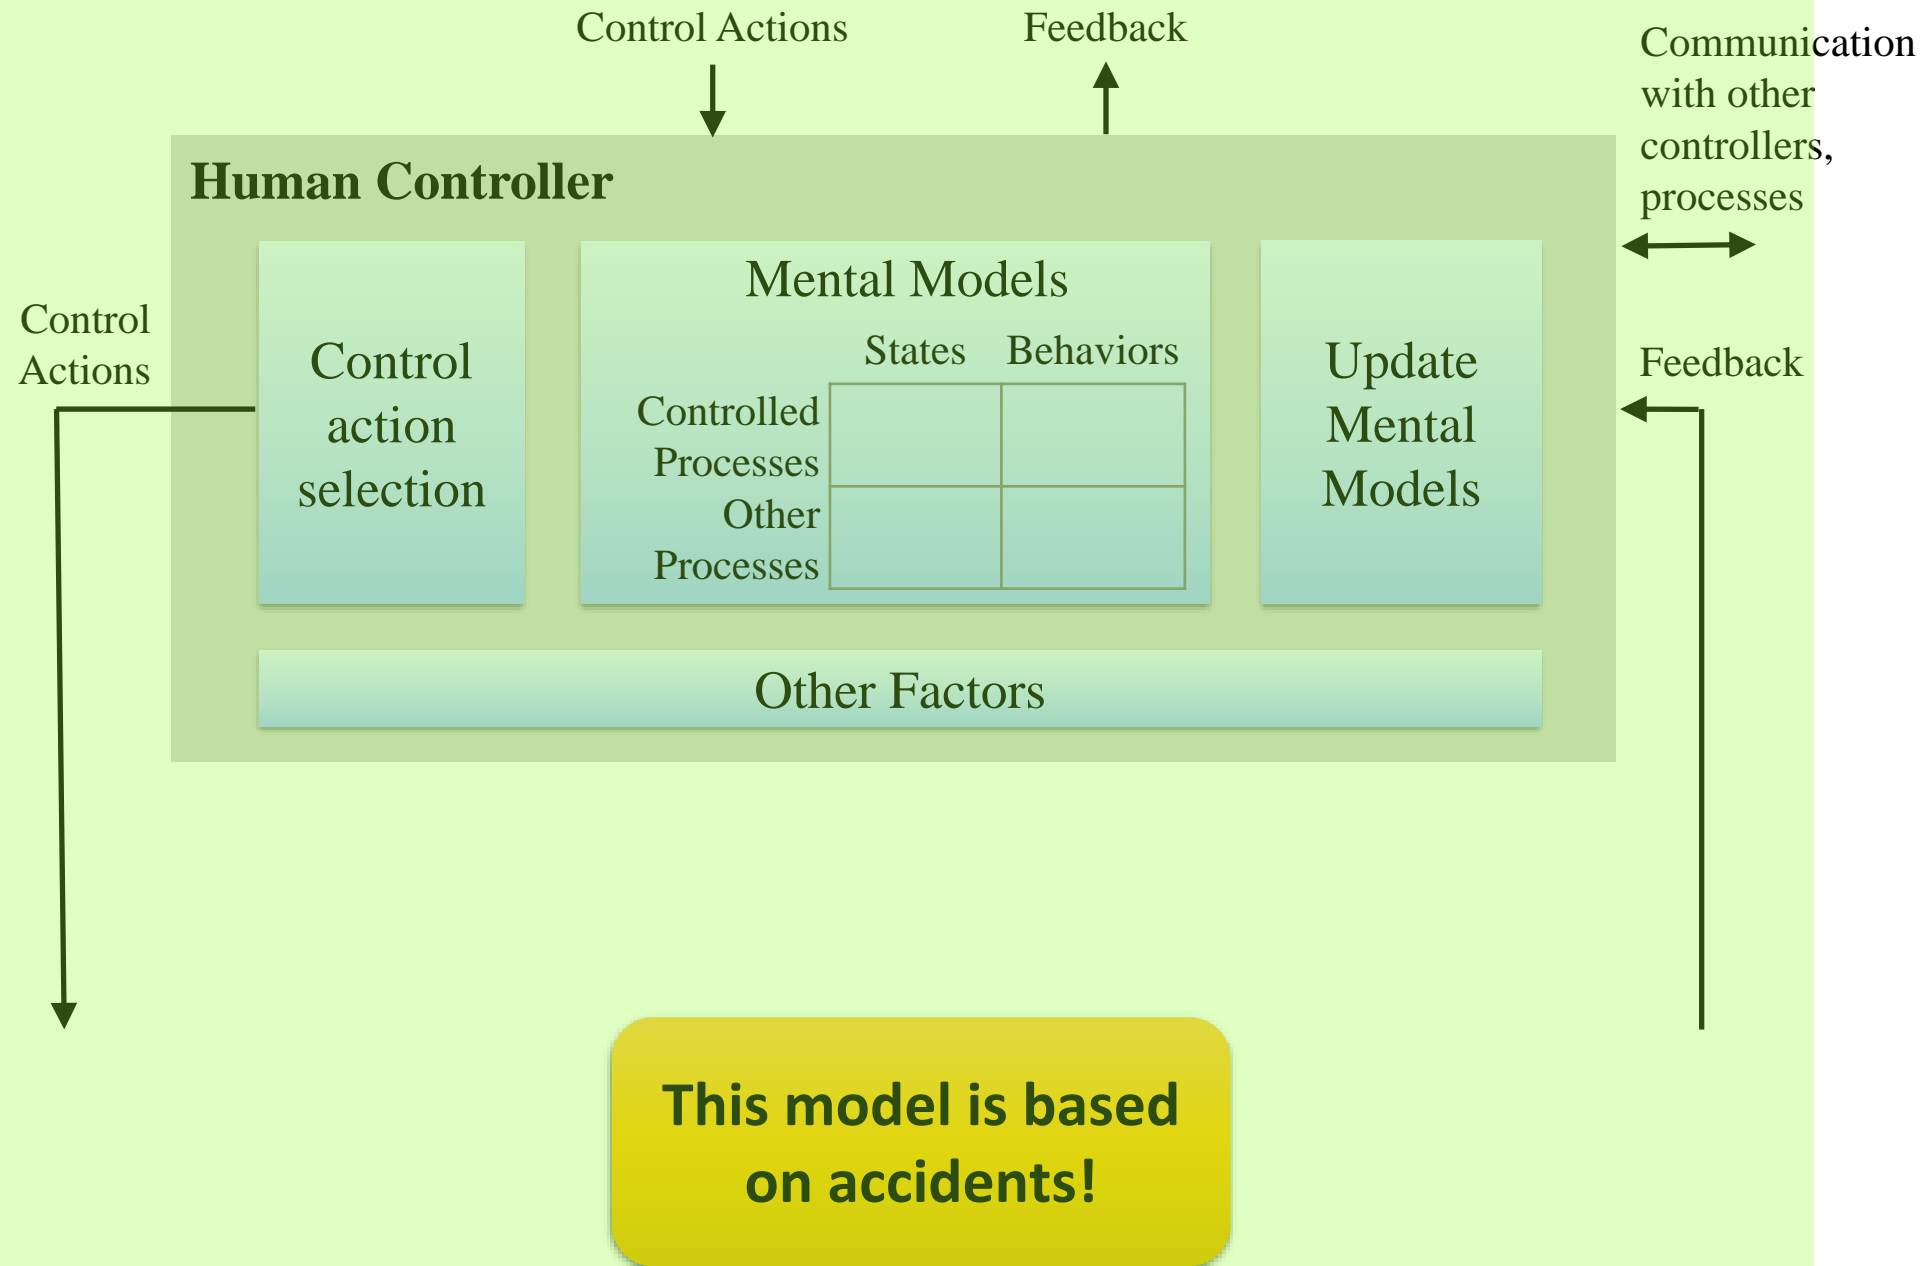 Control Actions
Feedback
Communication
with other
controllers,
processes
Human Controller
Control
Actions
Control
action
selection
Mental Models
States Behaviors
Controlled
Processes
Other
Processes
Update
Mental
Models
Feedback
Other Factors
This model is based
on accidents!